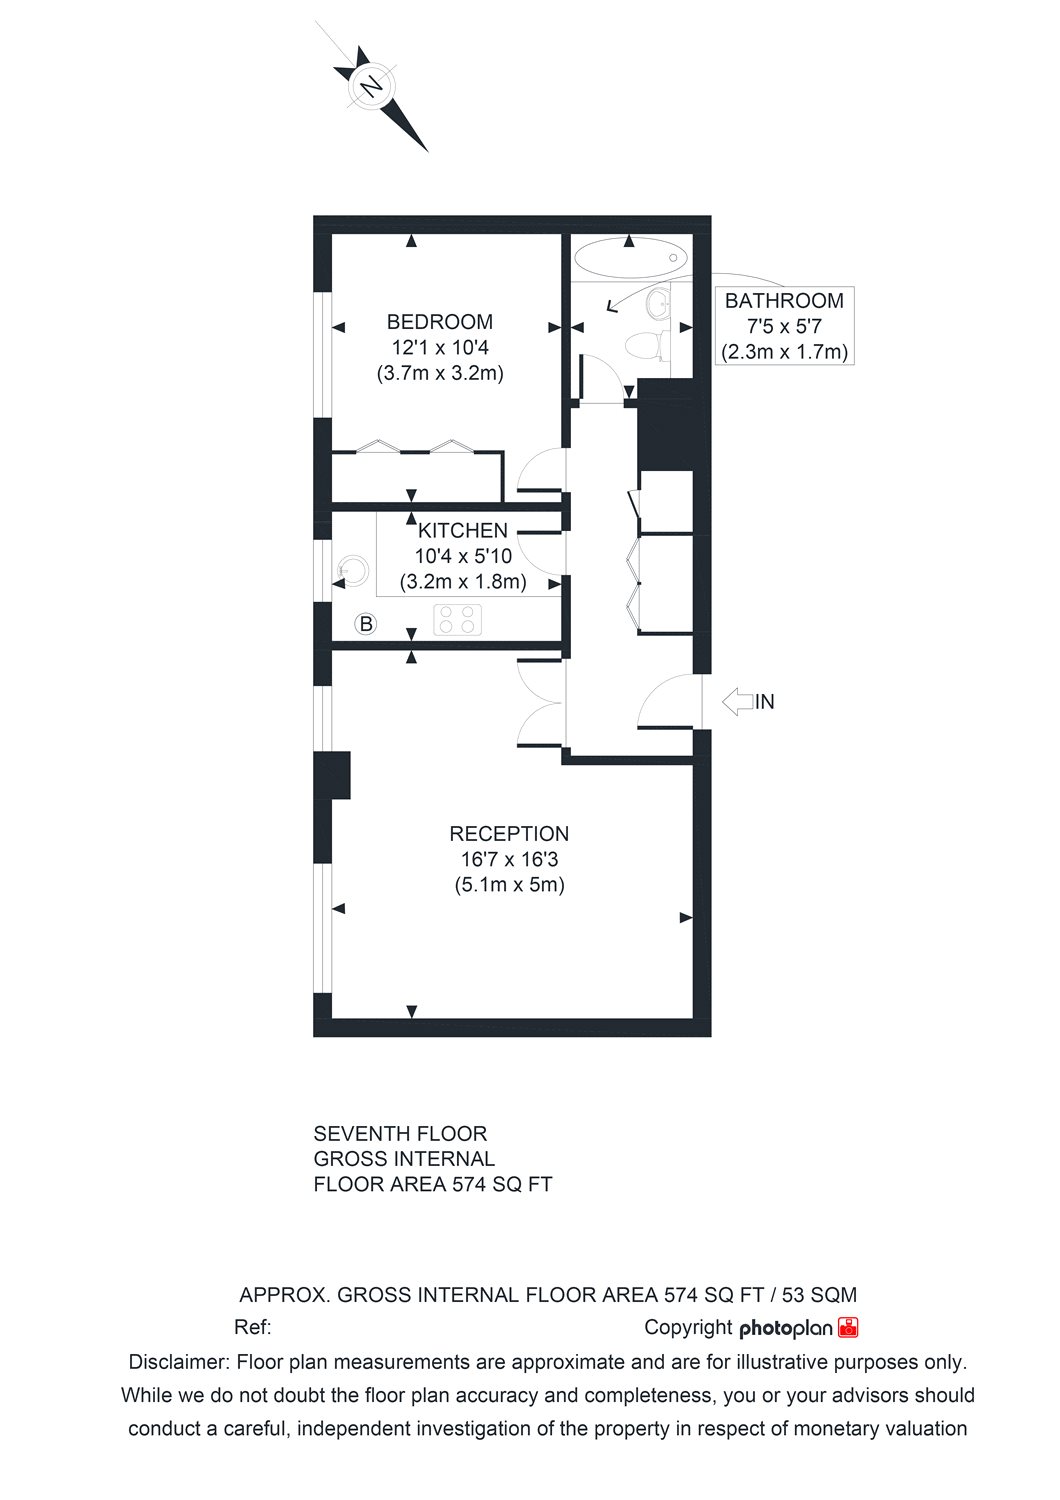 N
BEDROOM
12'1 x 10'4
(3.7m x 3.2m)
BATHROOM
7'5 x 5'7
(2.3m x 1.7m)
KITCHEN
10'4 x 5'10
(3.2m x 1.8m)
B
IN
RECEPTION
16'7 x 16'3
(5.1m x 5m)
SEVENTH FLOOR
GROSS INTERNAL
FLOOR AREA 574 SQ FT
APPROX. GROSS INTERNAL FLOOR AREA 574 SQ FT / 53 SQM
Ref:
Copyright photoplan
Disclaimer: Floor plan measurements are approximate and are for illustrative purposes only.
While we do not doubt the floor plan accuracy and completeness, you or your advisors should
conduct a careful, independent investigation of the property in respect of monetary valuation